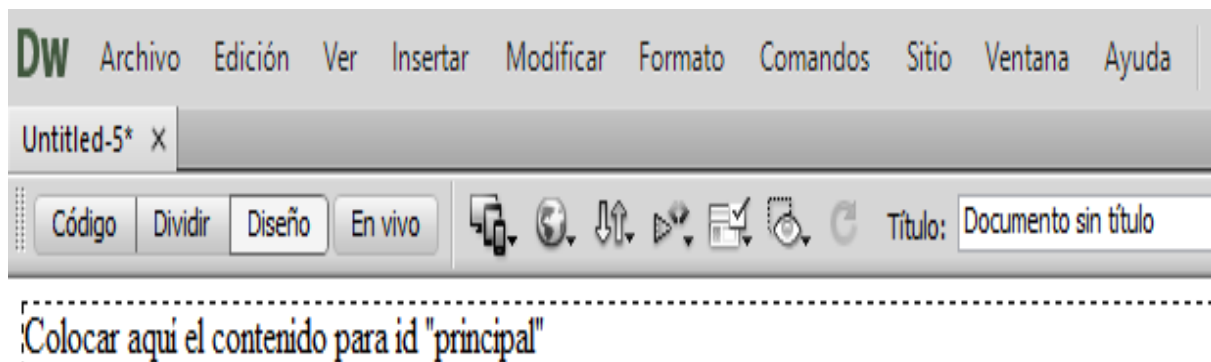 Dw Archivo Edición Ver Insertar Modificar Formato Comandos Sitio Ventana Ayuda
Untitled-5* ×
Código Dividir Diseño En vivo Título: Documento sin título
Colocar aquí el contenido para id "principal"